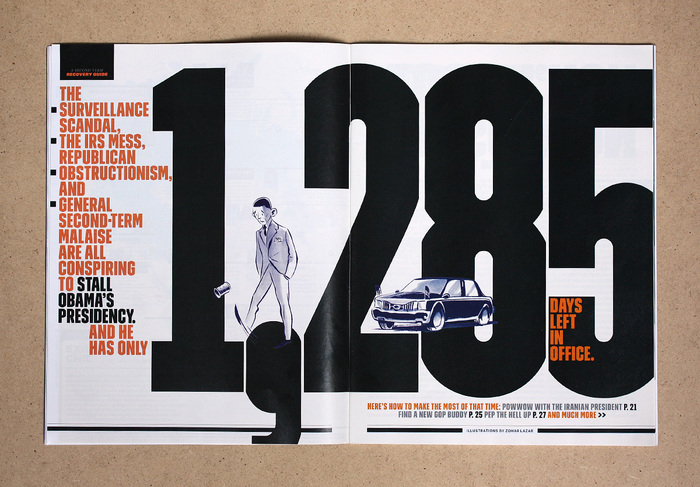 RECOVERY GUIDE
THE
SURVEILLANCE
SCANDAL,
THE IRS MESS,
REPUBLICAN
OBSTRUCTIONISM,
AND
GENERAL
SECOND-TERM
MALAISE
ARE ALL
CONSPIRING
TO STALL
OBAMA'S
PRESIDENCY.
AND HE
HAS ONLY
1,285
DAYS
LEFT
IN
OFFICE.
HERE'S HOW TO MAKE THE MOST OF THAT TIME: POWWOW WITH THE IRANIAN PRESIDENT P. 21
FIND A NEW GOP BUDDY P. 25 PEP THE HELL UP P. 27 AND MUCH MORE >>
ILLUSTRATIONS BY ZOHAR LAZAR